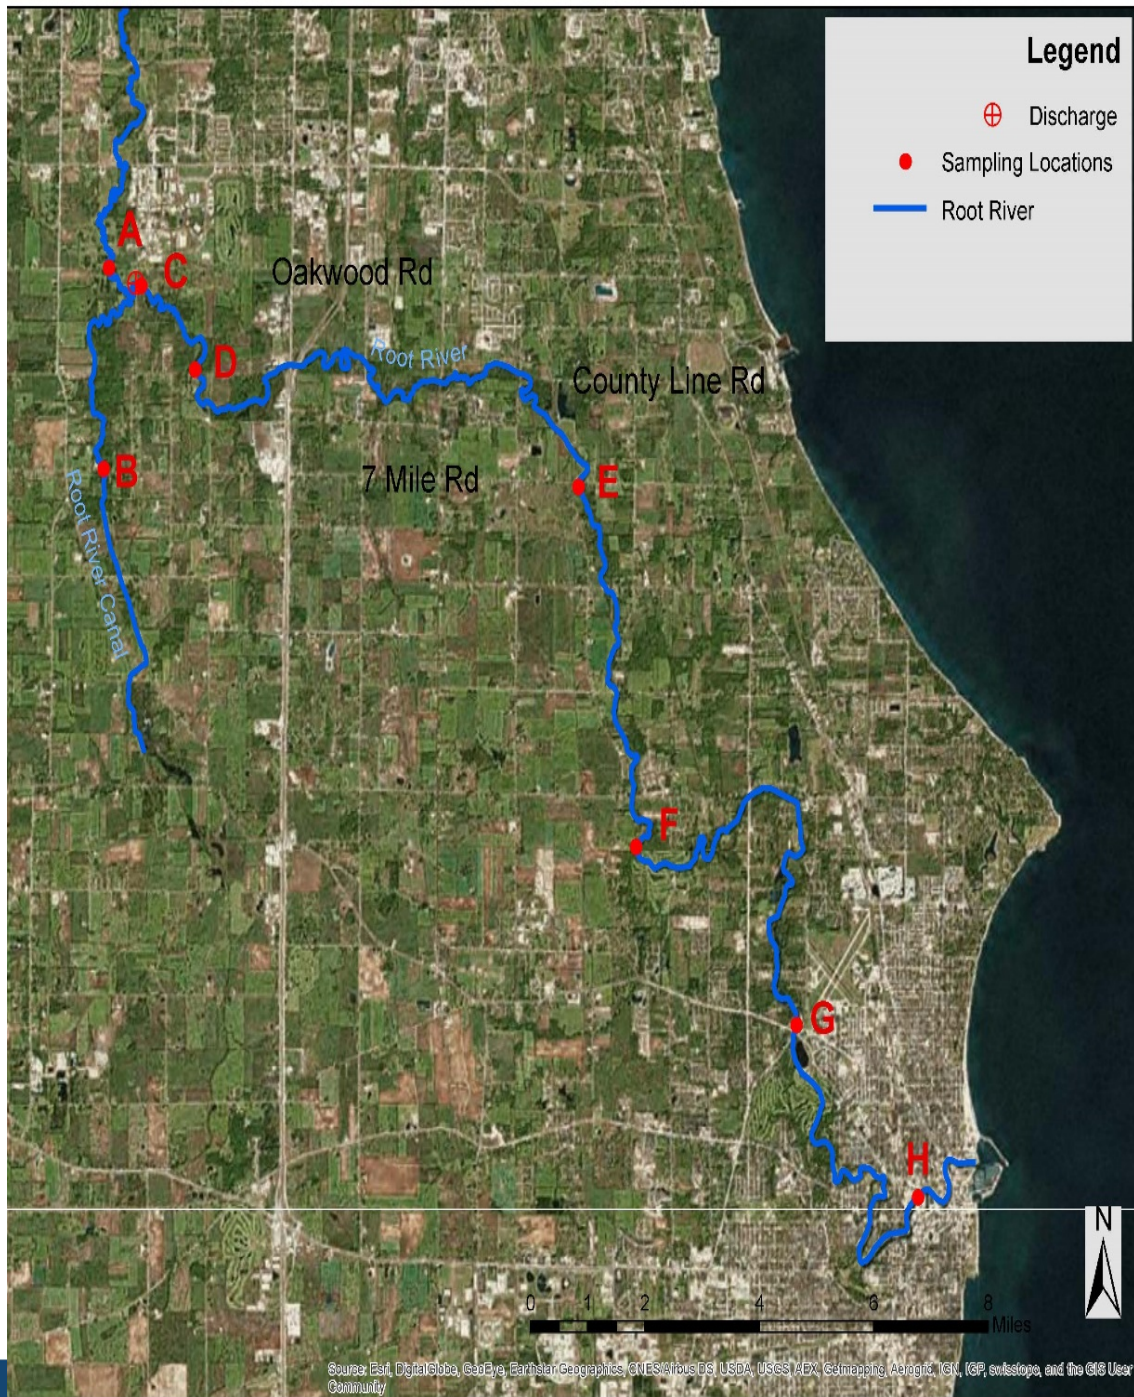 Legend
Discharge
Sampling Locations
Root River
A
C
Oakwood Rd
D
Root River
County Line Rd
B
7 Mile Rd
E
Root River Canal
F
G
H
N
0 1 2 4 6 8
Miles
Source: Esri, DigitalGlobe, GeoEye, Earthstar Geographics, CNES/Airbus DS, USDA, USGS, AEX, Getmapping, Aerogrid, IGN, IGP, swisstopo, and the GIS User
Community